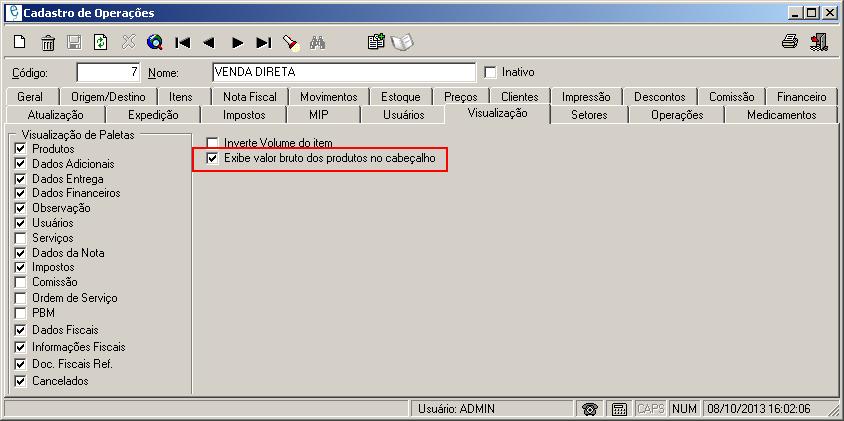 Cadastro de Operações
Código: 7 Nome: VENDA DIRETA Inativo
Geral Origem/Destino Itens Nota Fiscal Movimentos Estoque Preços Clientes Impressão Descontos Comissão Financeiro
Atualização Expedição Impostos MIP Usuários Visualização Setores Operações Medicamentos
Visualização de Paletas
Produtos
Dados Adicionais
Dados Entrega
Dados Financeiros
Observação
Usuários
Serviços
Dados da Nota
Impostos
Comissão
Ordem de Serviço
PBM
Dados Fiscais
Informações Fiscais
Doc. Fiscais Ref.
Cancelados
Inverte Volume do item
Exibe valor bruto dos produtos no cabeçalho
Usuário: ADMIN CAPS NUM 08/10/2013 16:02:06